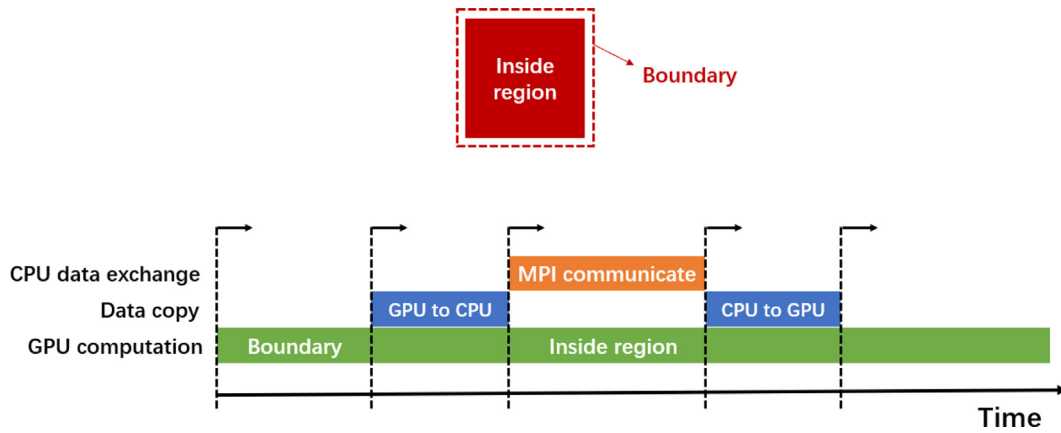 Inside
region
Boundary
CPU data exchange
MPI communicate
Data copy
GPU to CPU
CPU to GPU
GPU computation
Boundary
Inside region
Time